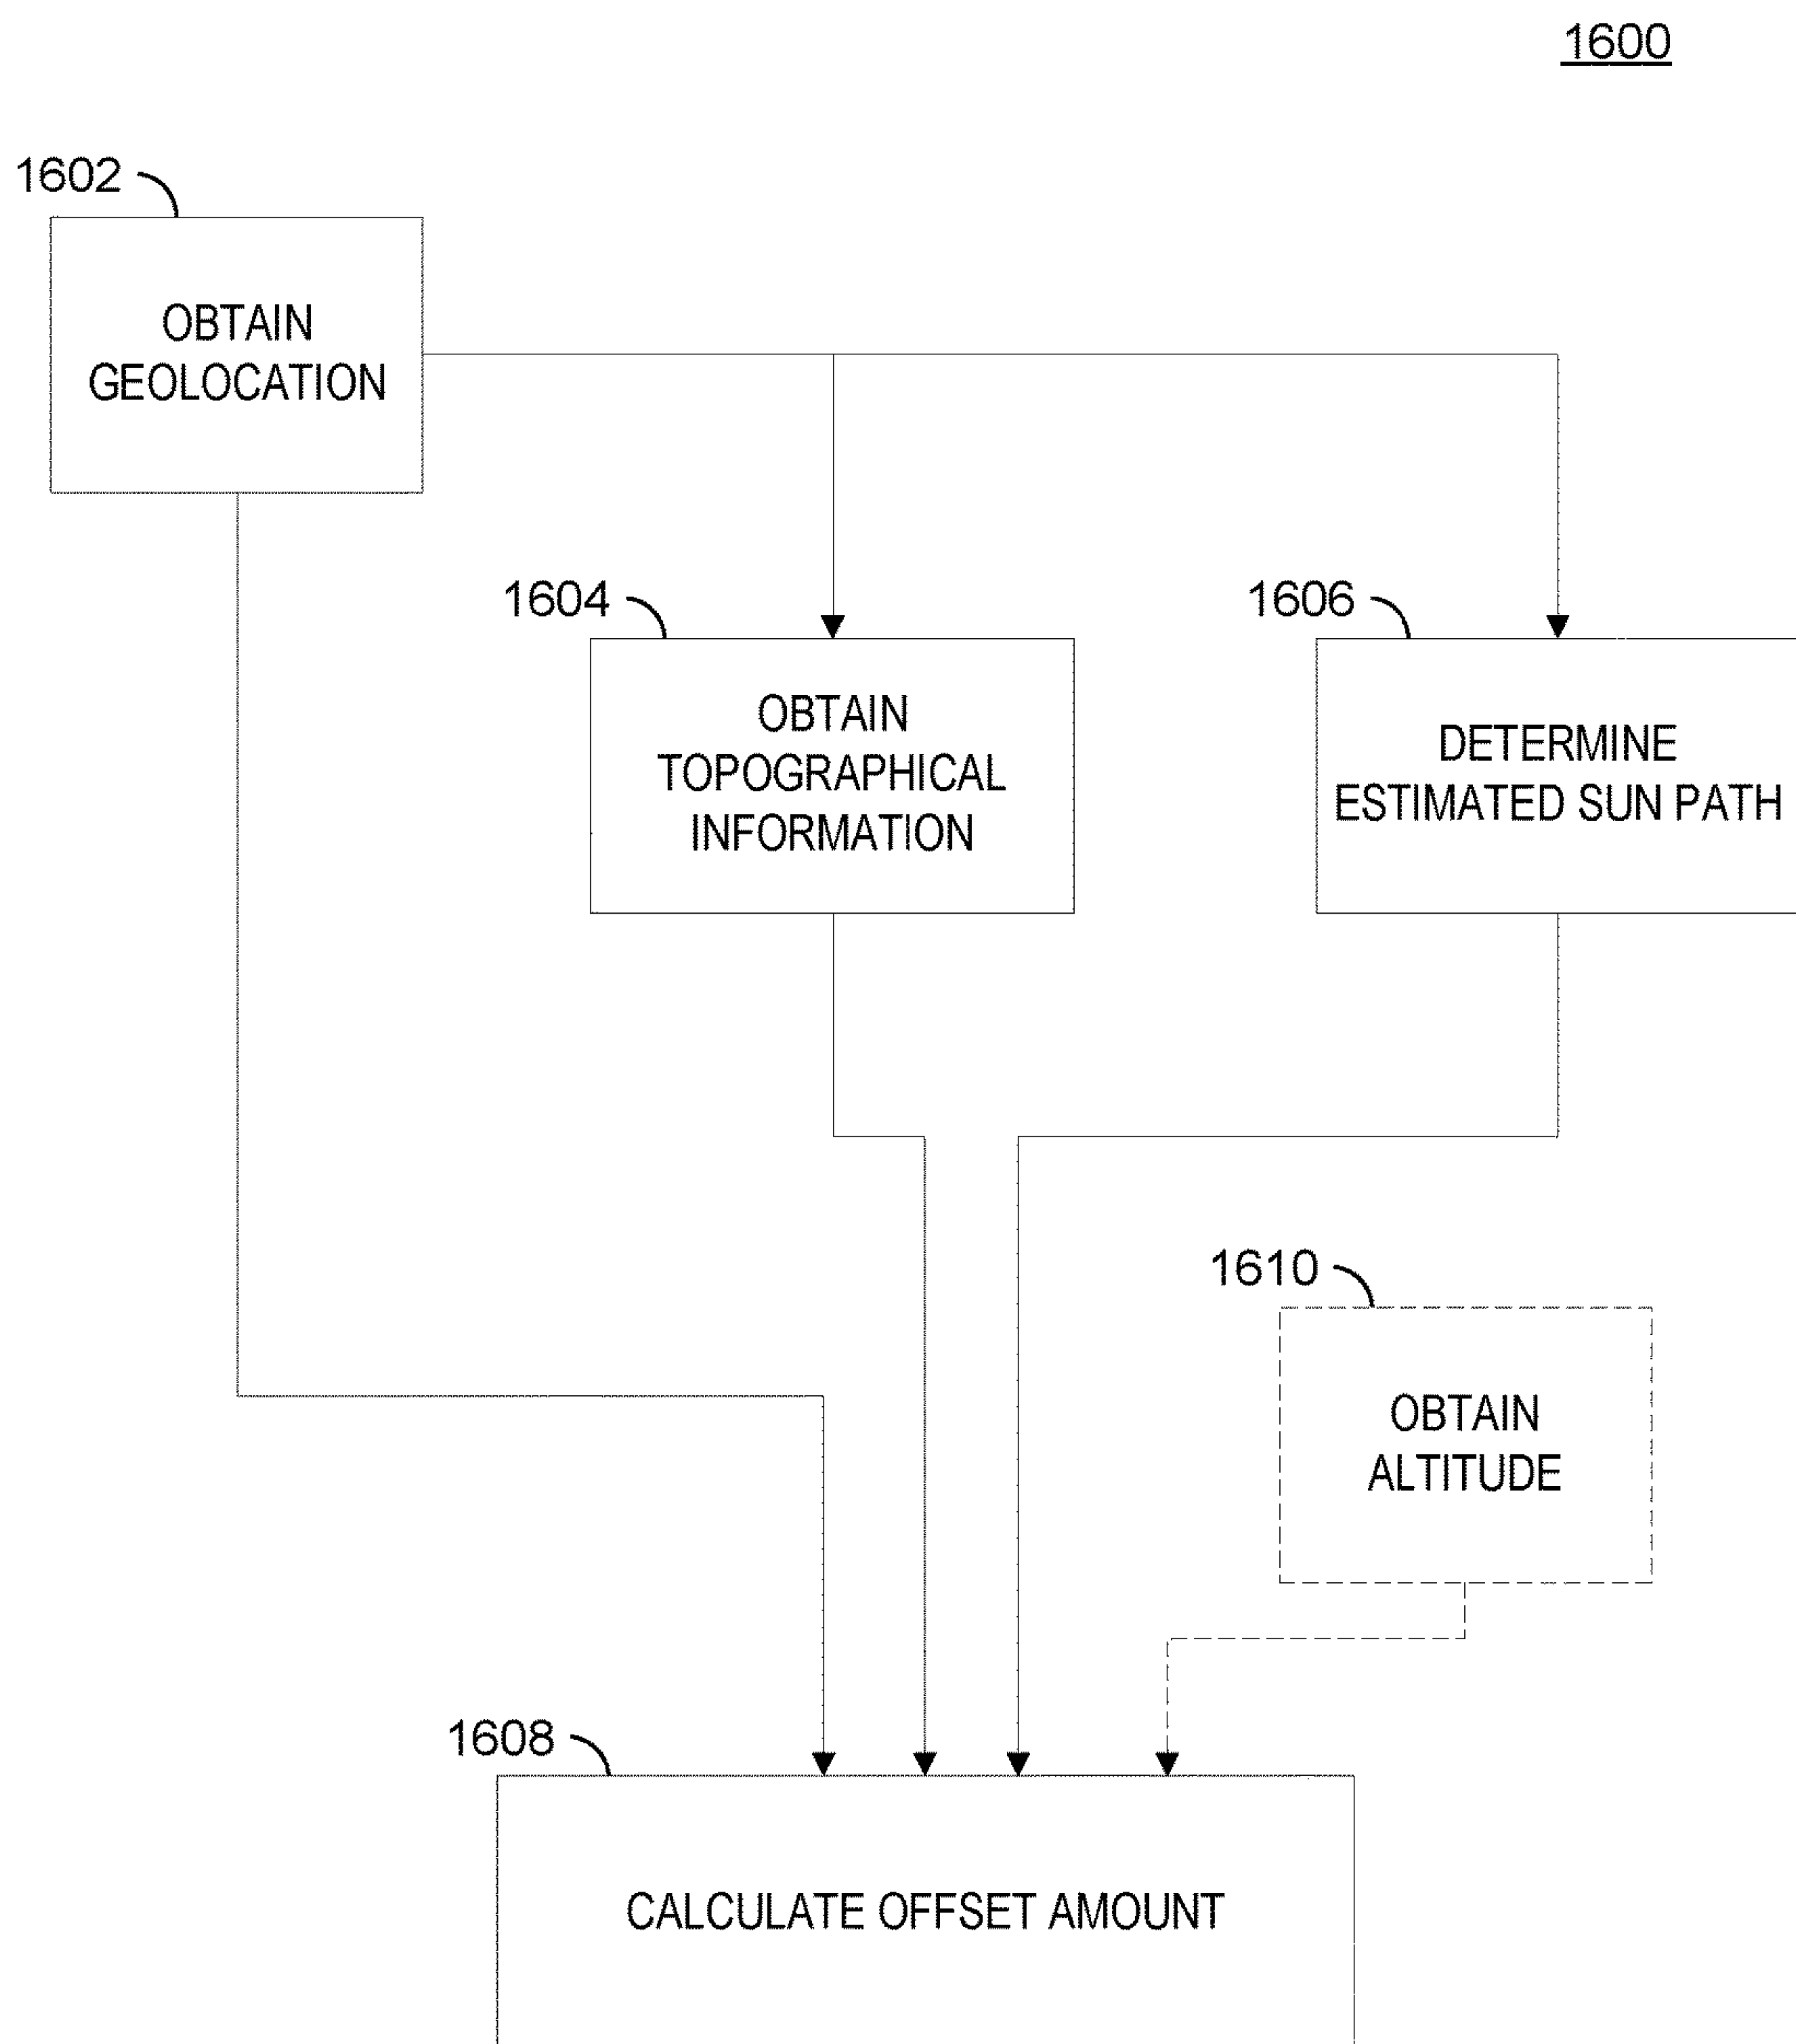 1600
1602
OBTAIN
GEOLOCATION
1604
OBTAIN
TOPOGRAPHICAL
INFORMATION
1606
DETERMINE
ESTIMATED SUN PATH
1610
OBTAIN
ALTITUDE
1608
CALCULATE OFFSET AMOUNT